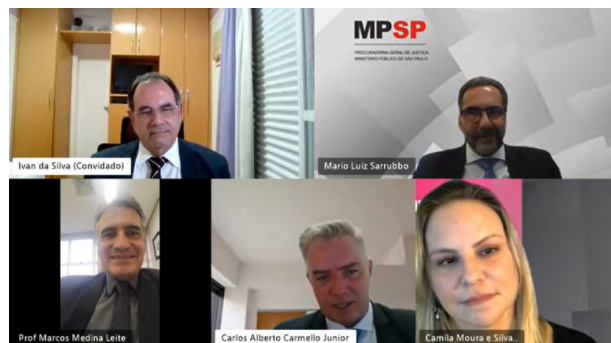 MPSP
PROCURADORIA-GERAL DE JUSTIÇA
MINISTÉRIO PÚBLICO DE SÃO PAULO
Ivan da Silva (Convidado)
Mario Luiz Sarrubbo
Prof Marcos Medina Leite
Carlos Alberto Carmello Junior
Camila Moura e Silva..